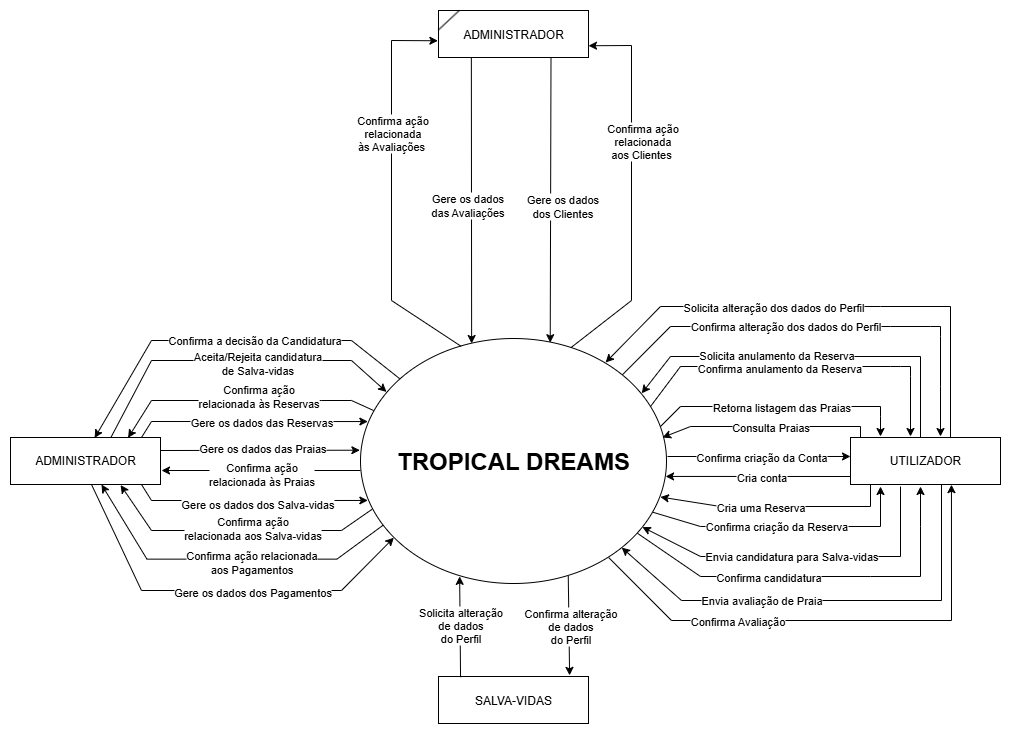 ADMINISTRADOR
Confirma ação
relacionada
às Avaliações
Confirma ação
relacionada
aos Clientes
Gere os dados
das Avaliações
Gere os dados
dos Clientes
Confirma a decisão da Candidatura
Aceita/Rejeita candidatura
de Salva-vidas
Confirma ação
relacionada às Reservas
Gere os dados das Reservas
Gere os dados das Praias
Confirma ação
relacionada às Praias
Gere os dados dos Salva-vidas
Confirma ação
relacionada aos Salva-vidas
Confirma ação relacionada
aos Pagamentos
Gere os dados dos Pagamentos
ADMINISTRADOR
TROPICAL DREAMS
Solicita alteração dos dados do Perfil
Confirma alteração dos dados do Perfil
Solicita anulamento da Reserva
Confirma anulamento da Reserva
Retorna listagem das Praias
Consulta Praias
Confirma criação da Conta
Cria conta
Cria uma Reserva
Confirma criação da Reserva
Envia candidatura para Salva-vidas
Confirma candidatura
Envia avaliação de Praia
Confirma Avaliação
UTILIZADOR
Solicita alteração
de dados
do Perfil
Confirma alteração
de dados
do Perfil
SALVA-VIDAS